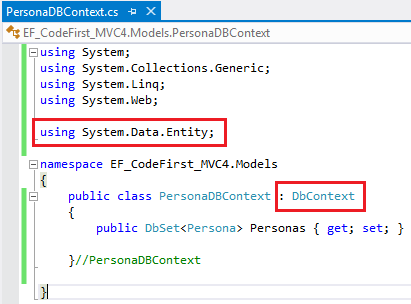 PersonaDBContext.cs
EF_CodeFirst_MVC4.Models.PersonaDBContext
using System;
using System.Collections.Generic;
using System.Linq;
using System.Web;
using System.Data.Entity;
namespace EF_CodeFirst_MVC4.Models
{
public class PersonaDBContext : DbContext
{
public DbSet<Persona> Personas { get; set; }
}//PersonaDBContext
}